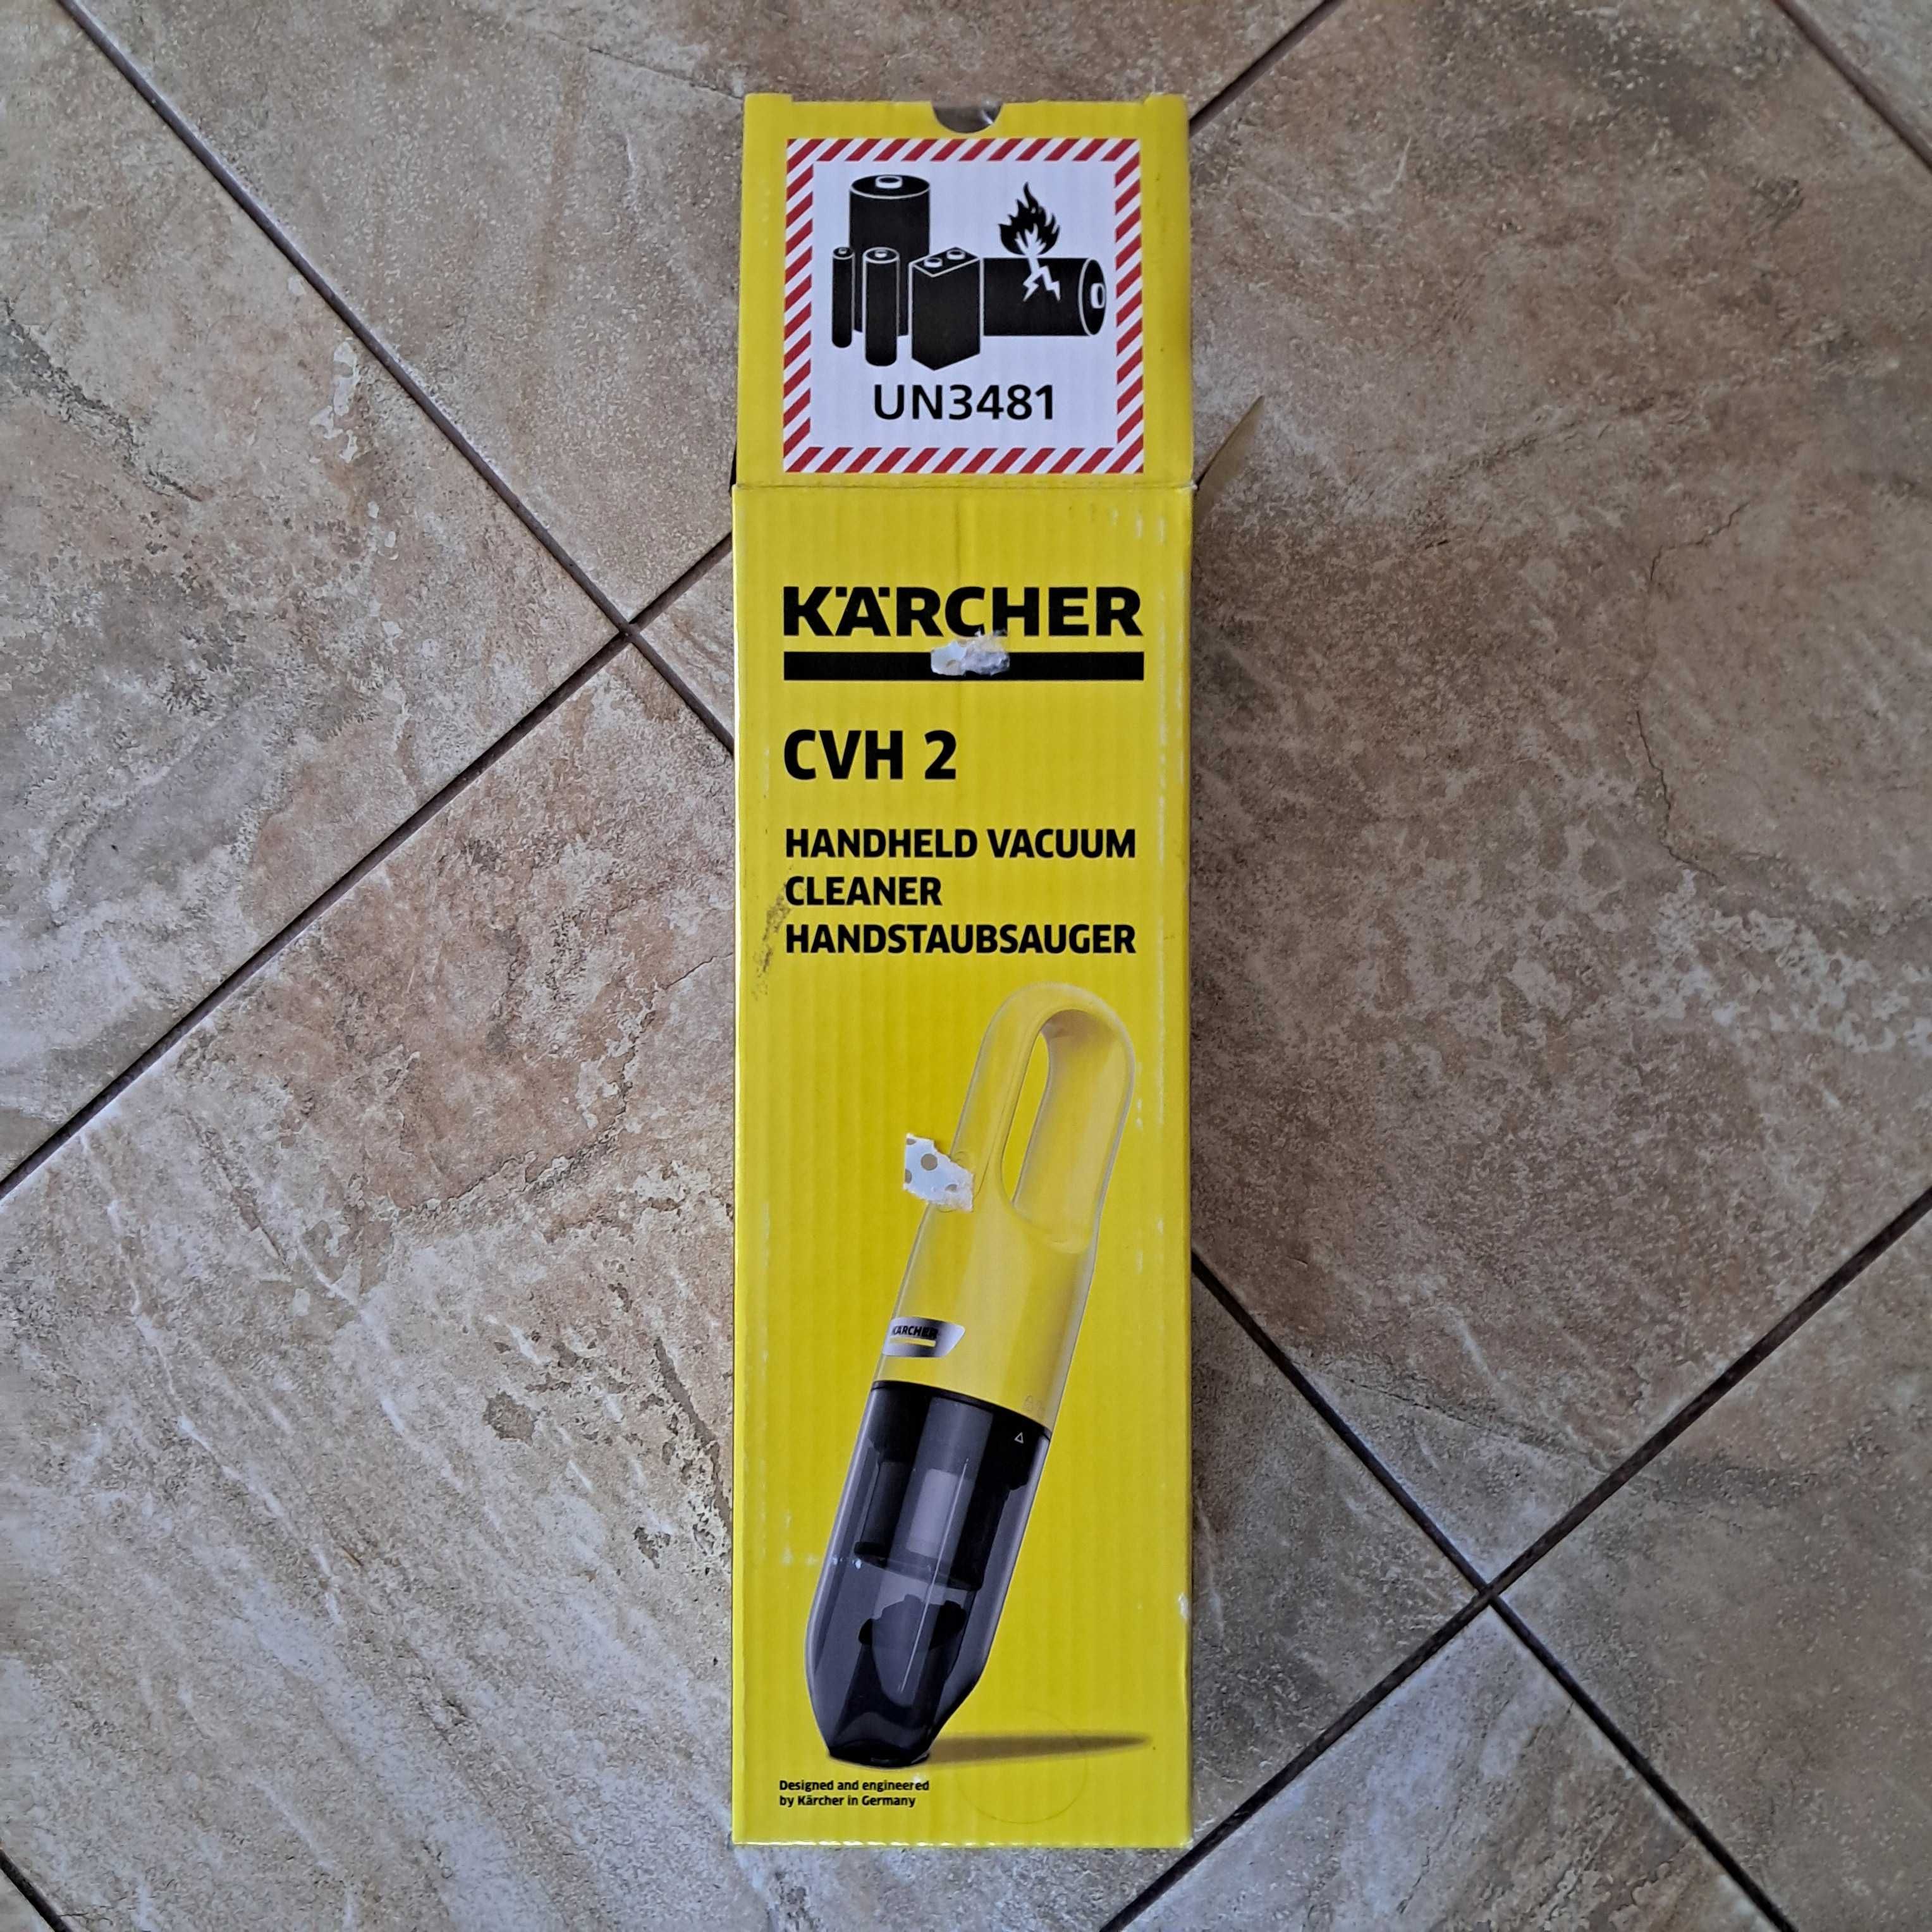 UN3481
KÄRCHER
CVH 2
HANDHELD VACUUM
CLEANER
HANDSTAUBSAUGER
KÄRCHER
Designed and engineered
by Kärcher in Germany